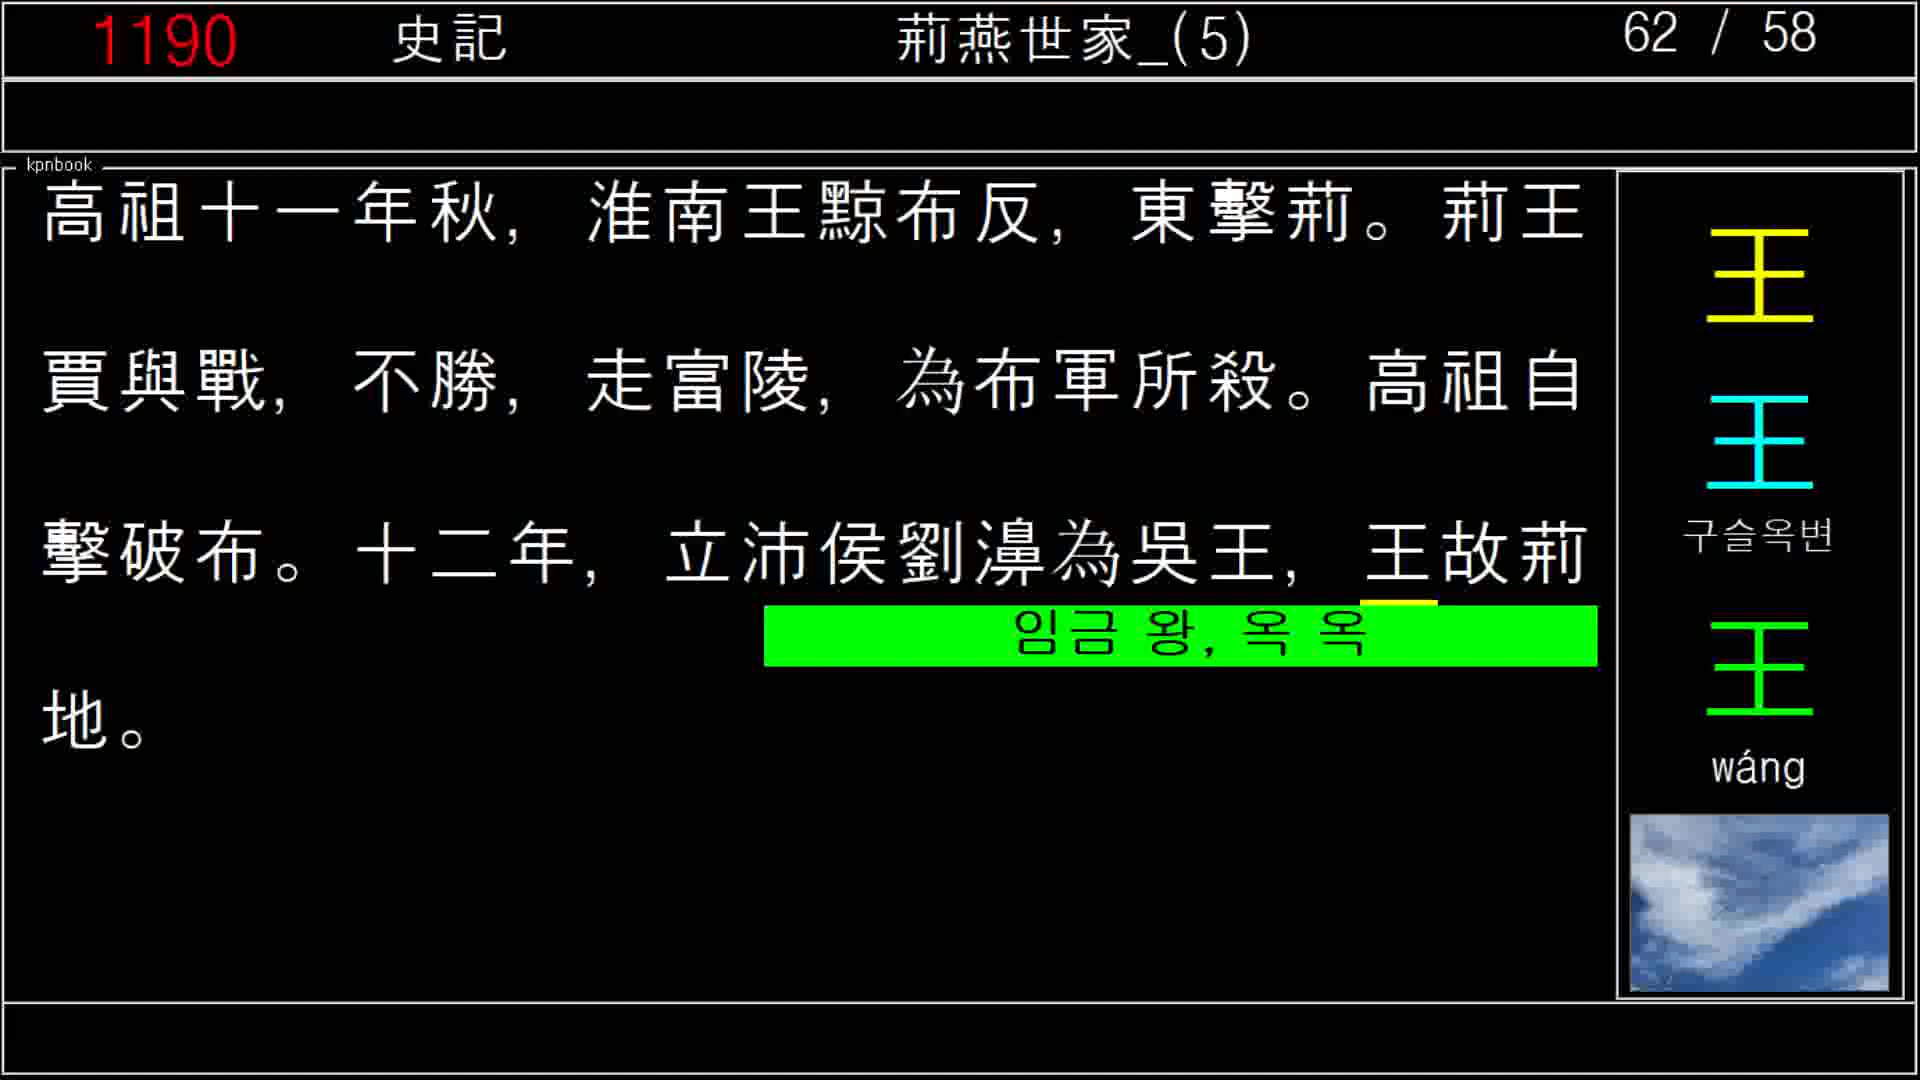 1190 史記 荊燕世家_(5) 62 / 58
kpnbook
高祖十一年秋, 淮南王黥布反, 東擊荊。荊王
賈與戰, 不勝, 走富陵, 為布軍所殺。高祖自
擊破布。十二年, 立沛侯劉濞為吳王, 王故荊
임금 왕, 옥 옥
地。
王
王
구슬옥변
王
wáng